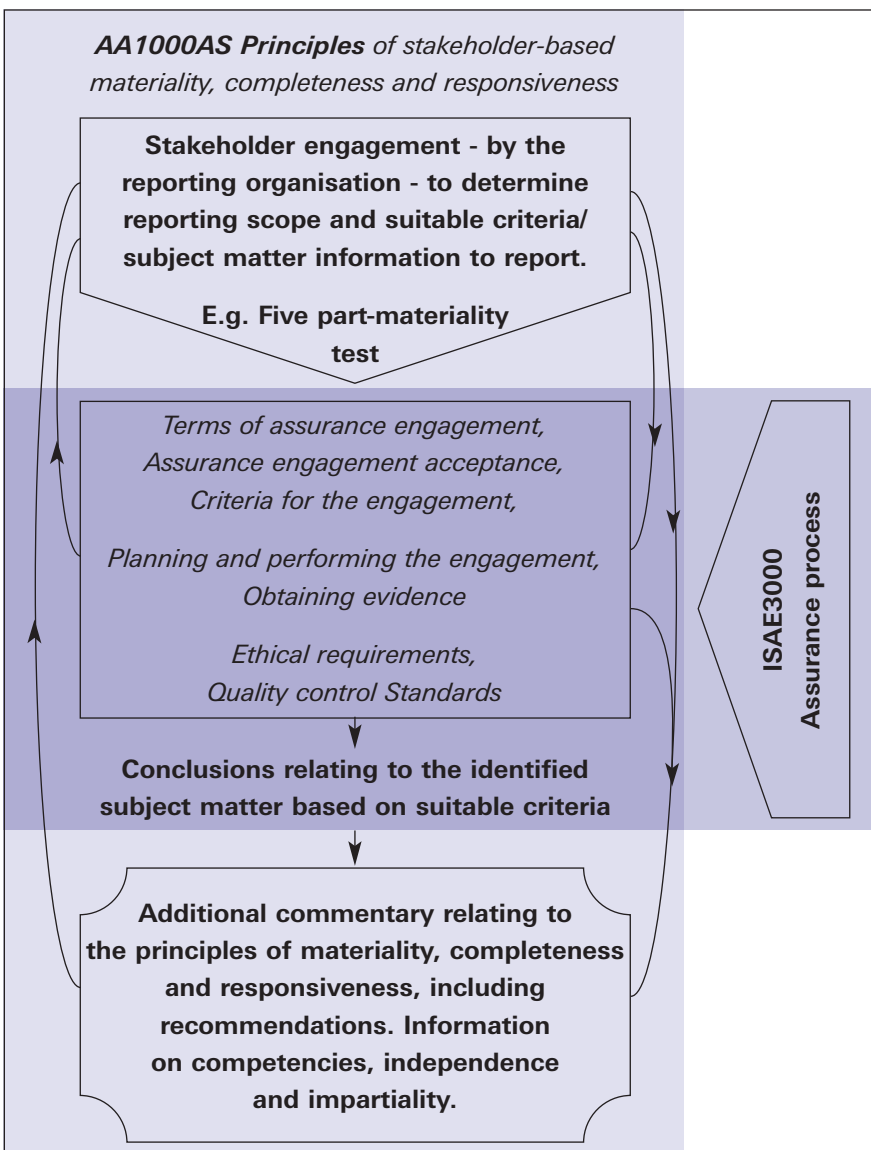 AA1000AS Principles of stakeholder-based
materiality, completeness and responsiveness
Stakeholder engagement - by the
reporting organisation - to determine
reporting scope and suitable criteria/
subject matter information to report.
E.g. Five part-materiality
test
Terms of assurance engagement,
Assurance engagement acceptance,
Criteria for the engagement,
Planning and performing the engagement,
Obtaining evidence
Ethical requirements,
Quality control Standards
Conclusions relating to the identified
subject matter based on suitable criteria
Additional commentary relating to
the principles of materiality, completeness
and responsiveness, including
recommendations. Information
on competencies, independence
and impartiality.
ISAE3000
Assurance process